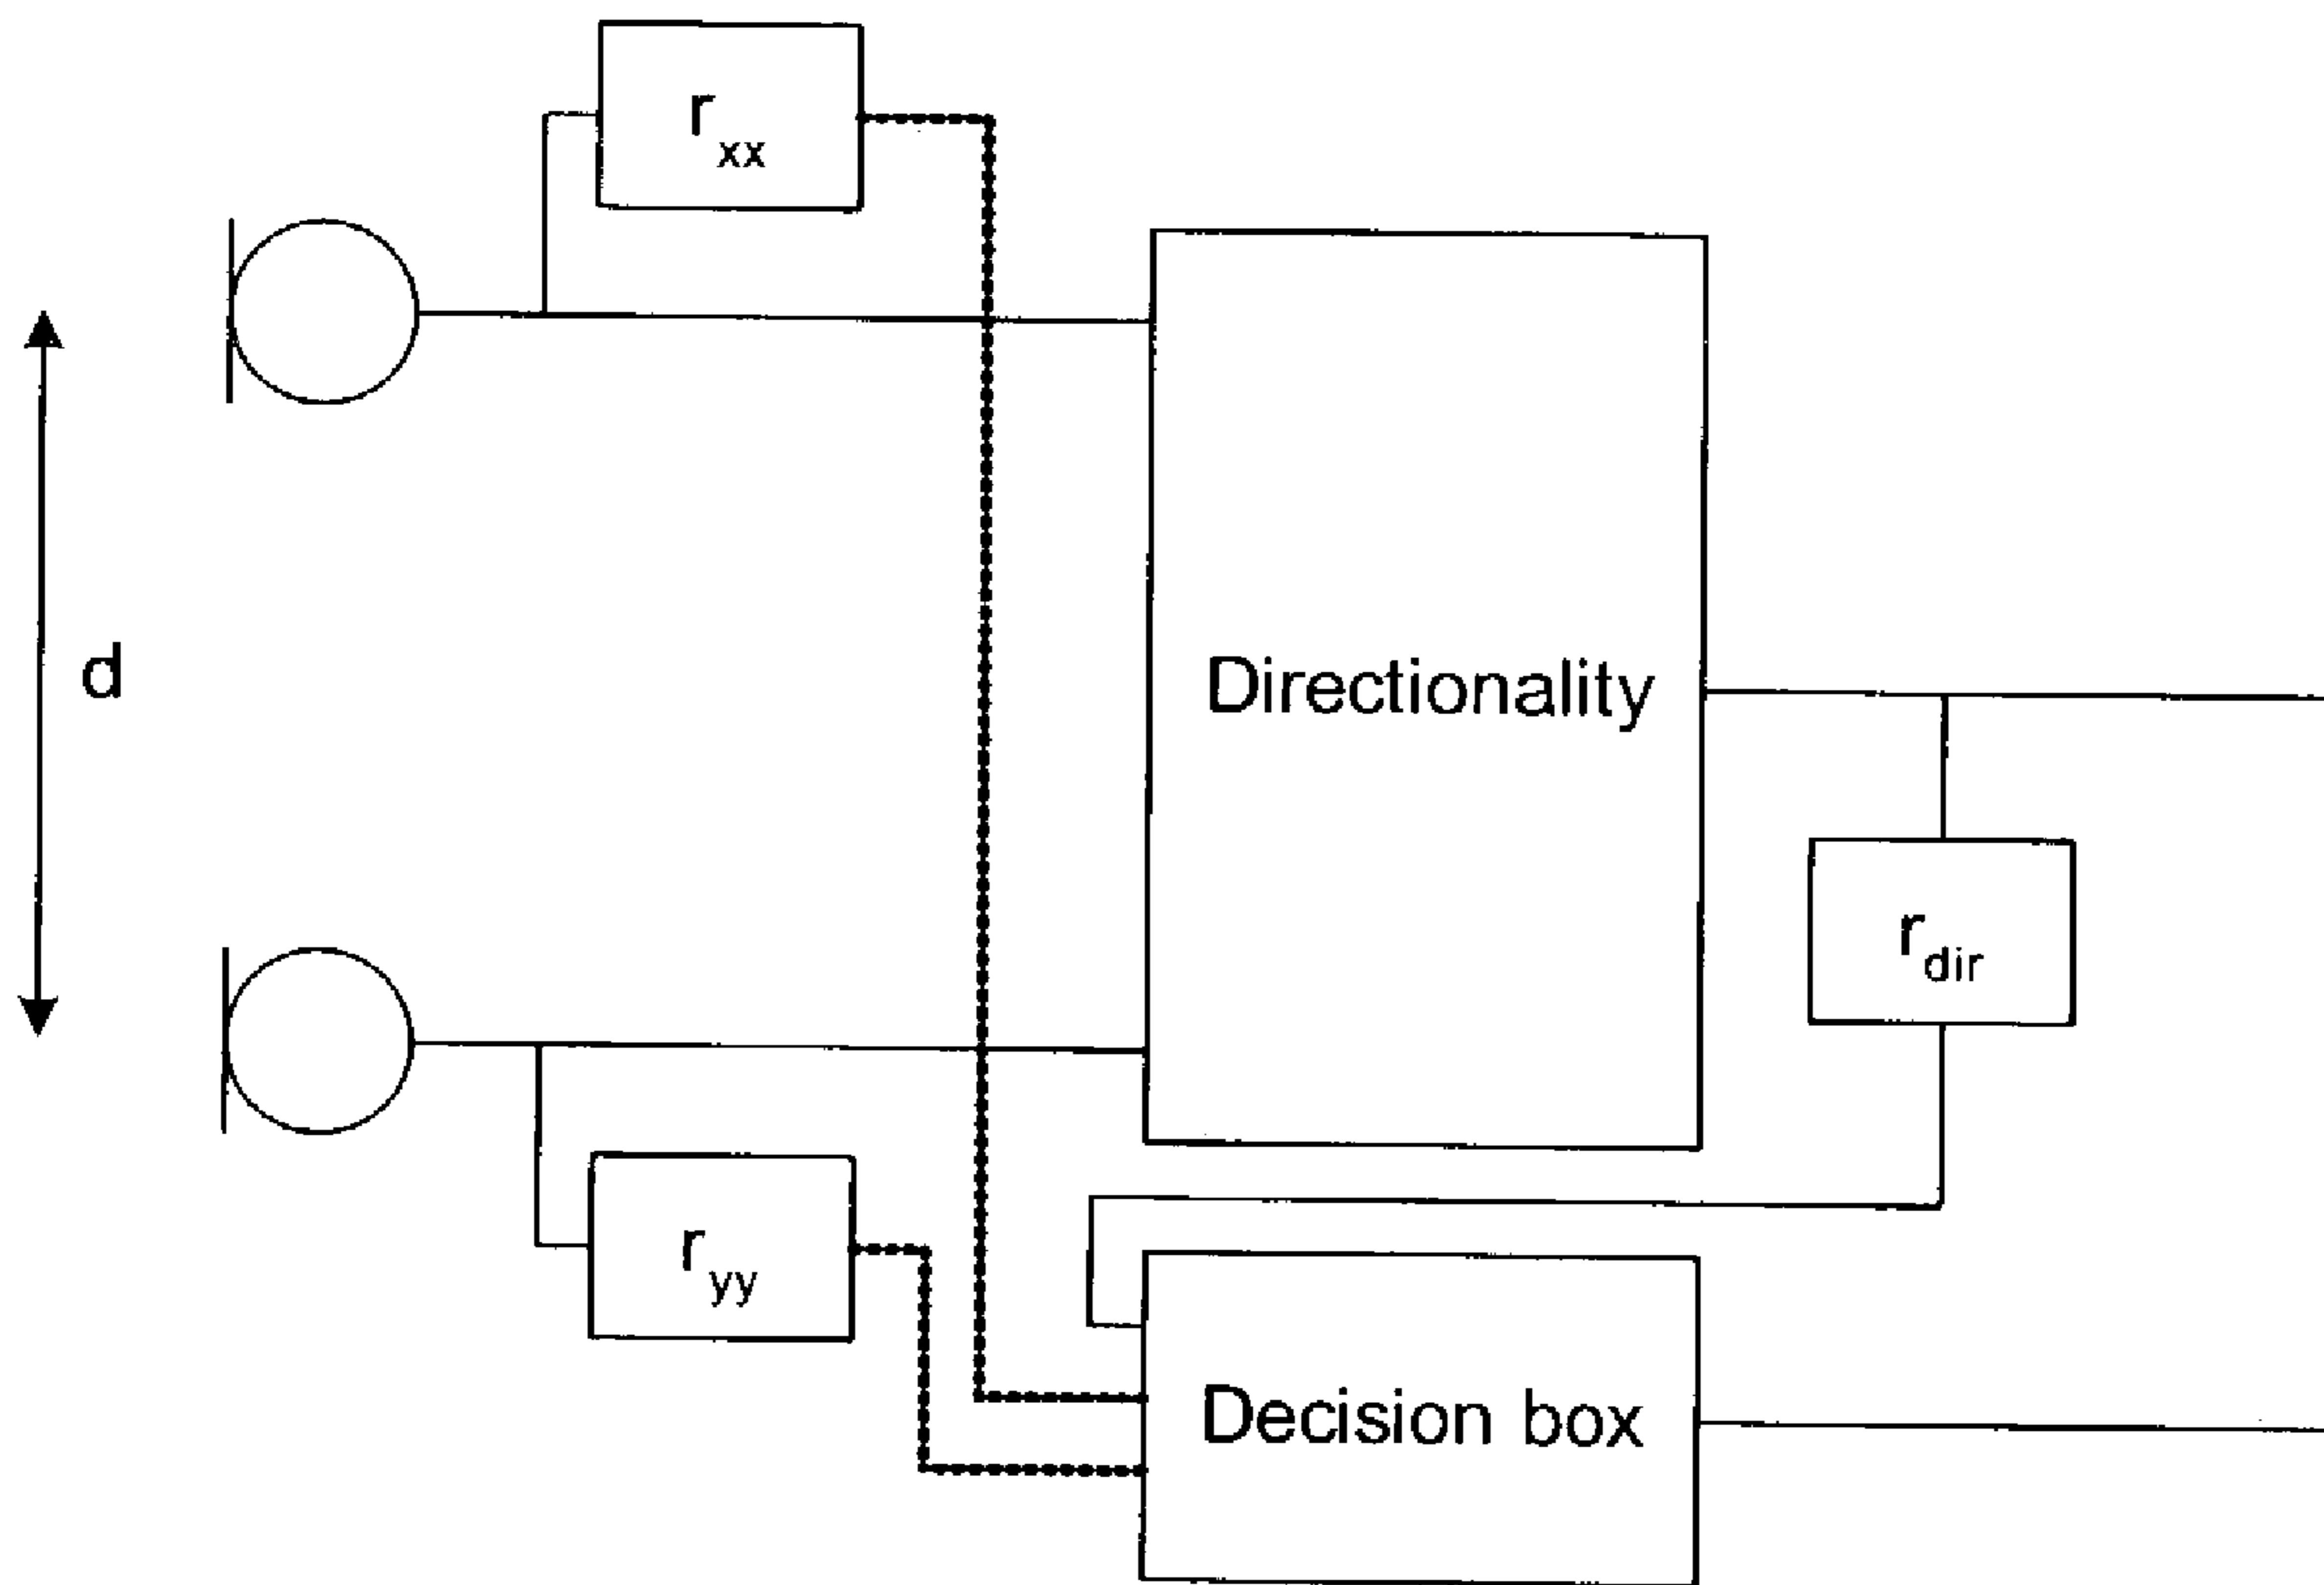 r_xx
d
Directionality
r_dir
r_yy
Decision box